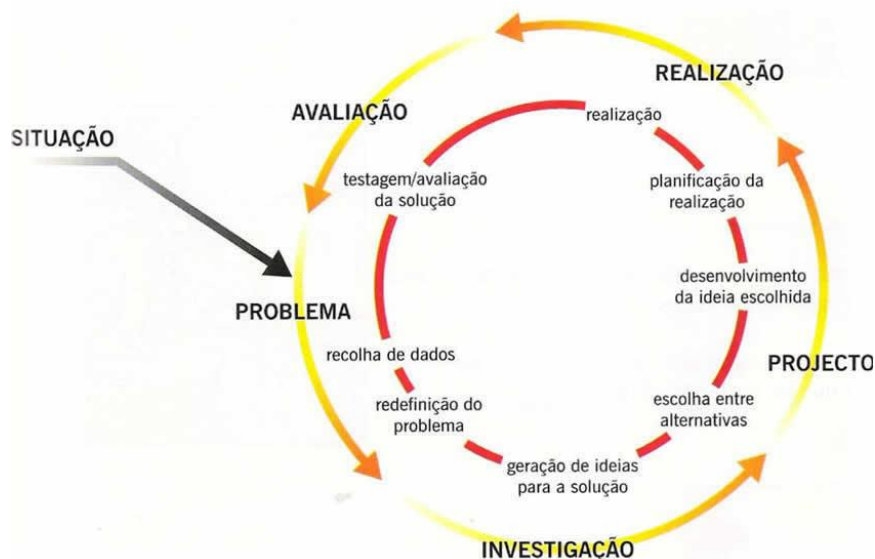 REALIZAÇÃO
AVALIAÇÃO
SITUAÇÃO
realização
testagem/avaliação
da solução
planificação da
realização
desenvolvimento
da ideia escolhida
PROBLEMA
recolha de dados
PROJECTO
redefinição do
problema
escolha entre
alternativas
geração de ideias
para a solução
INVESTIGAÇÃO